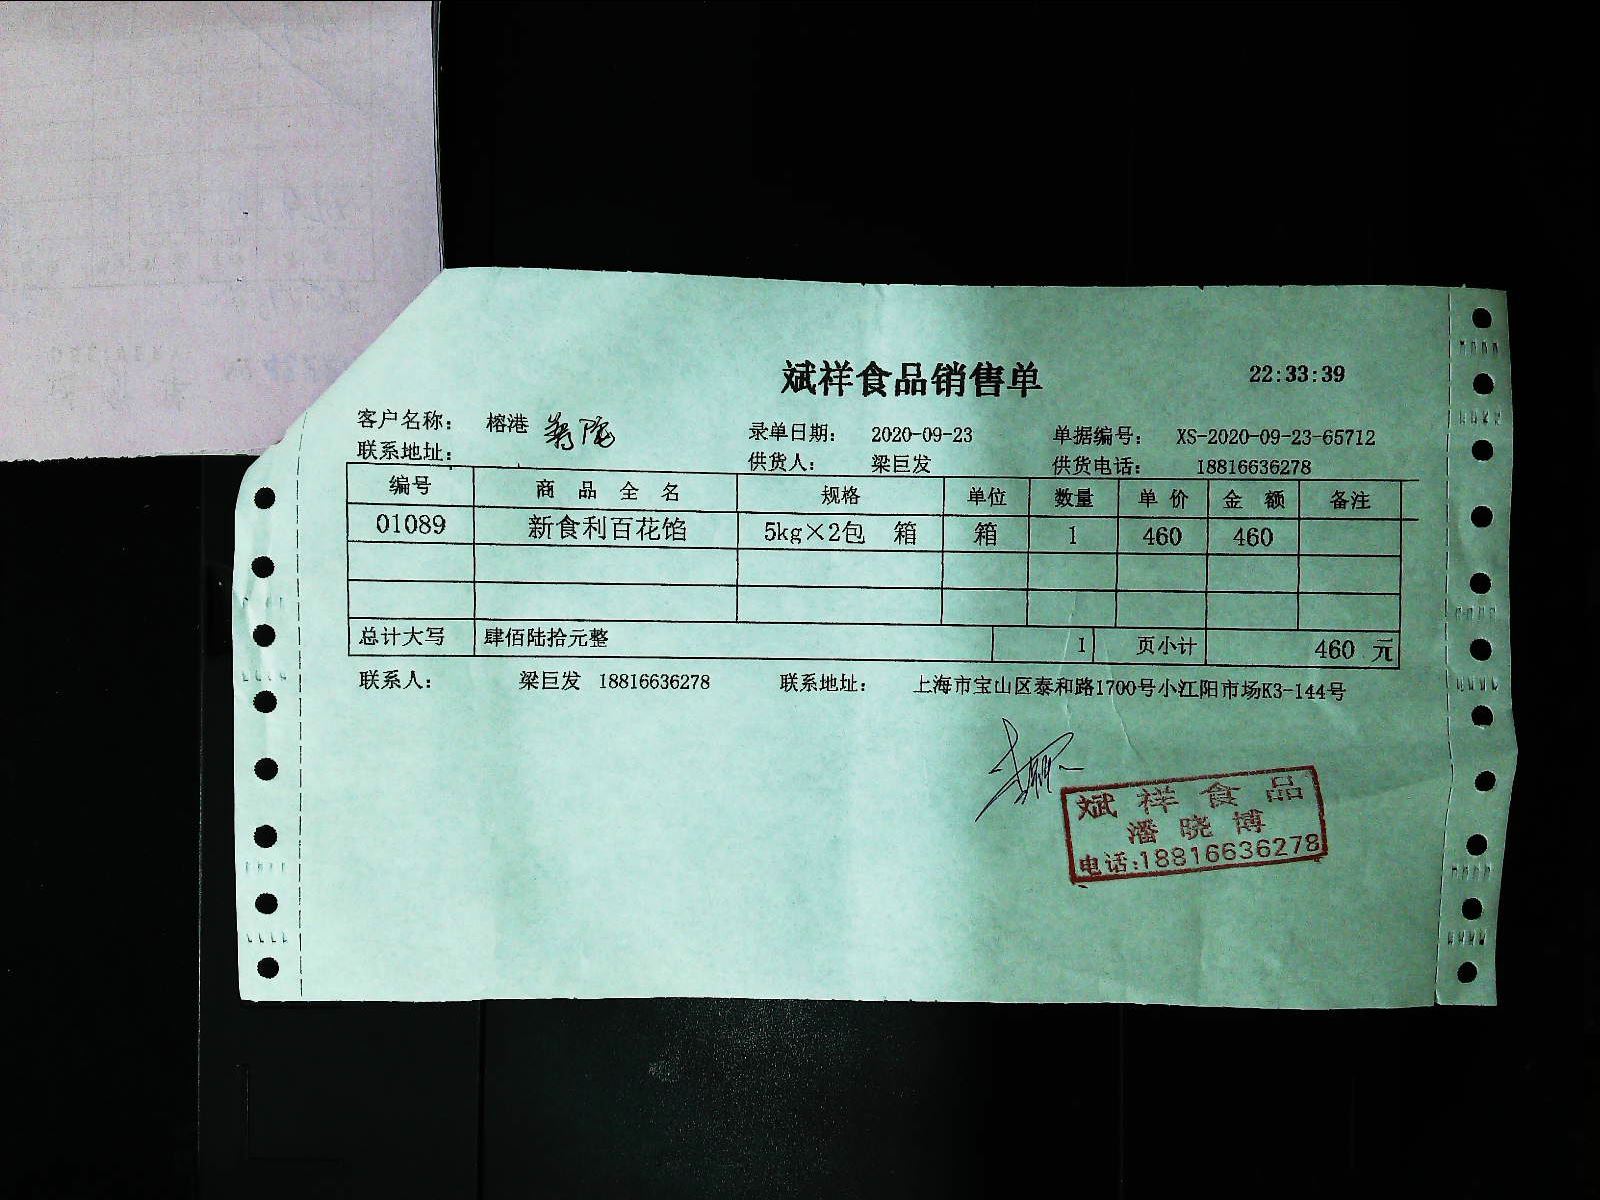 斌祥食品销售单 22:33:39
客户名称： 榕港 录单日期： 2020-09-23 单据编号： XS-2020-09-23-65712
联系地址： 供货人： 梁巨发 供货电话： 18816636278
编号 商品全名 规格 单位 数量 单价 金额 备注
01089 新食利百花馅 5kg×2包 箱 箱 1 460 460
总计大写 肆佰陆拾元整 1 页小计 460 元
联系人： 梁巨发 18816636278 联系地址： 上海市宝山区泰和路1700号小江阳市场K3-144号
斌祥食品
潘晓博
电话:18816636278